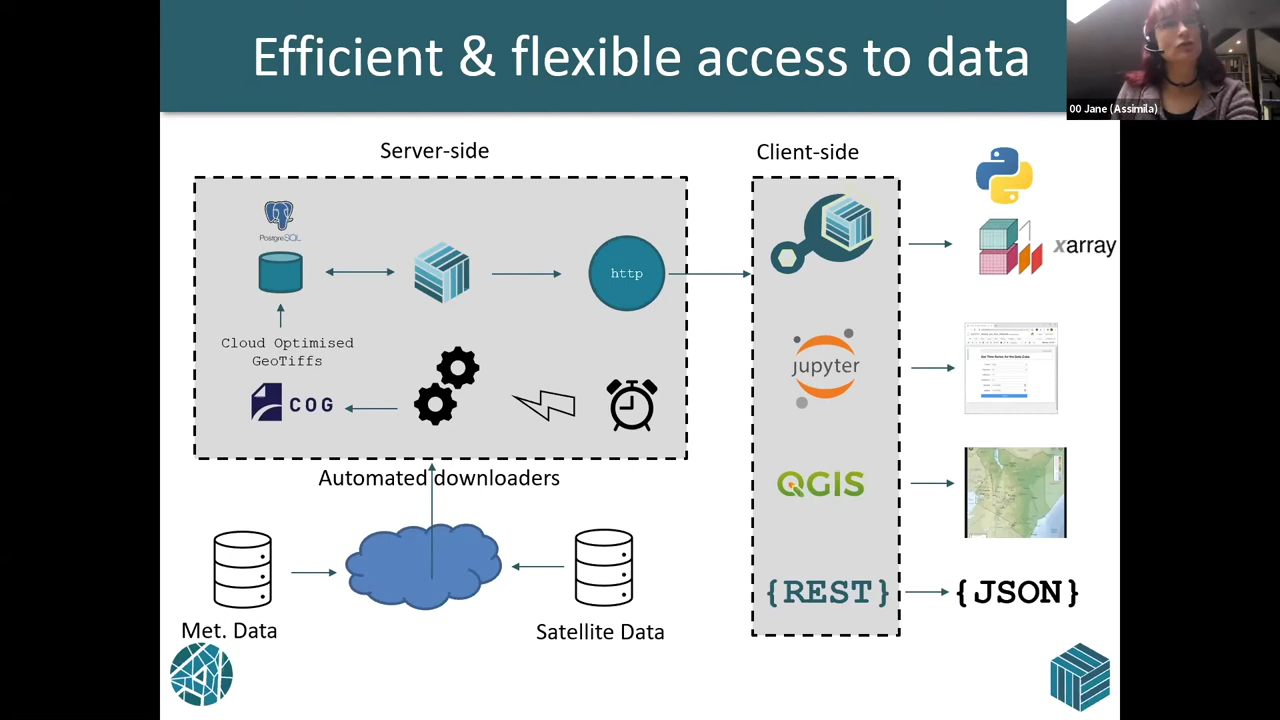 Efficient & flexible access to data
00 Jane (Assimila)
Server-side
Client-side
PostgreSQL
http
xarray
Cloud Optimised
GeoTiffs
COG
jupyter
QGIS
Automated downloaders
{REST}
{JSON}
Met. Data
Satellite Data